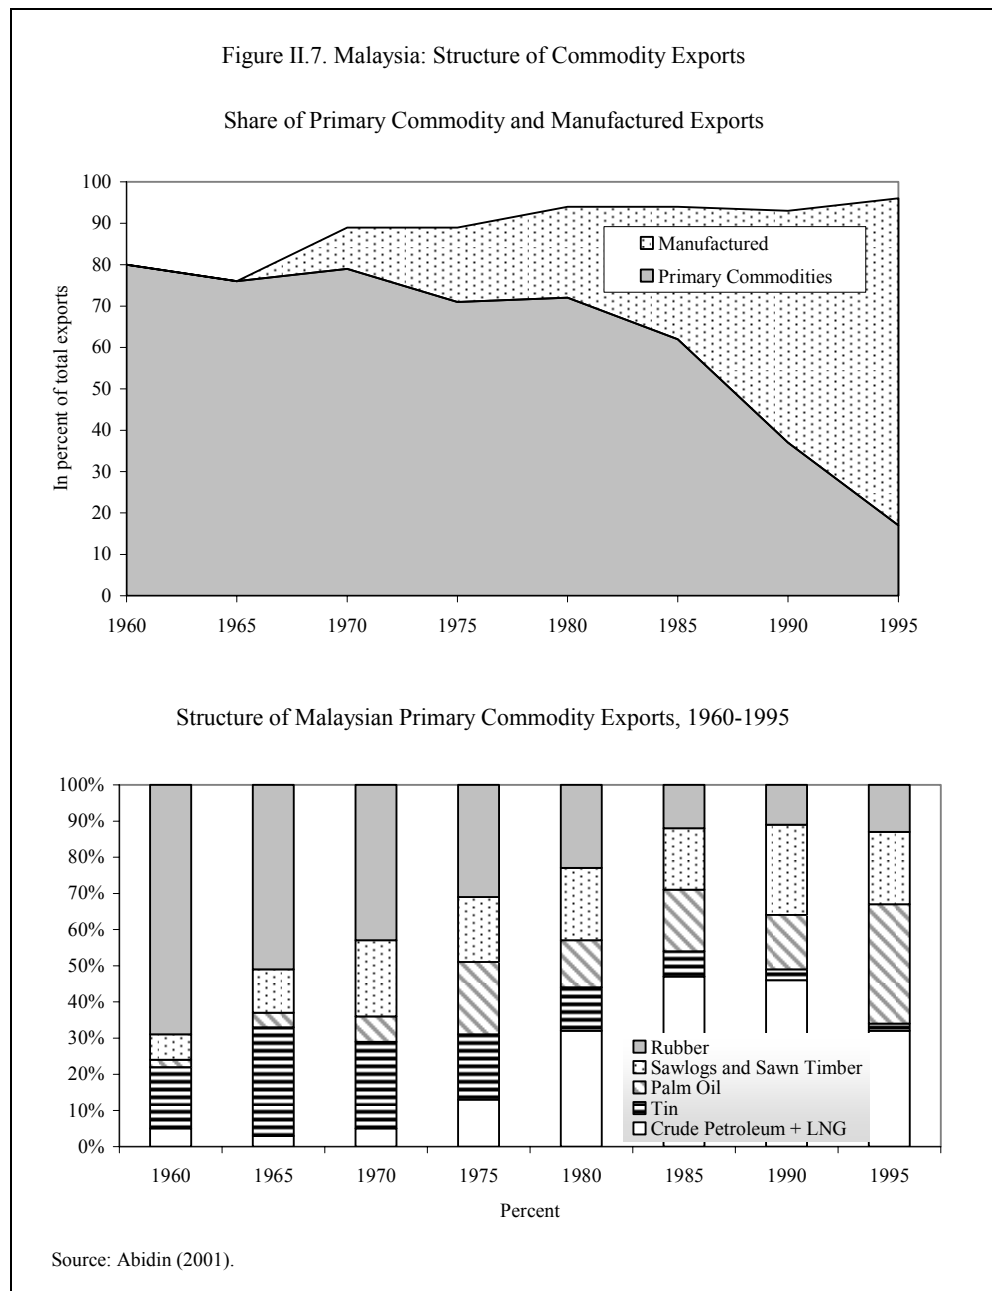 Figure II.7. Malaysia: Structure of Commodity Exports
Share of Primary Commodity and Manufactured Exports
In percent of total exports
100
90
80
70
60
50
40
30
20
10
0
Manufactured
Primary Commodities
1960 1965 1970 1975 1980 1985 1990 1995
Structure of Malaysian Primary Commodity Exports, 1960-1995
100%
90%
80%
70%
60%
50%
40%
30%
20%
10%
0%
Rubber
Sawlogs and Sawn Timber
Palm Oil
Tin
Crude Petroleum + LNG
1960 1965 1970 1975 1980 1985 1990 1995
Percent
Source: Abidin (2001).